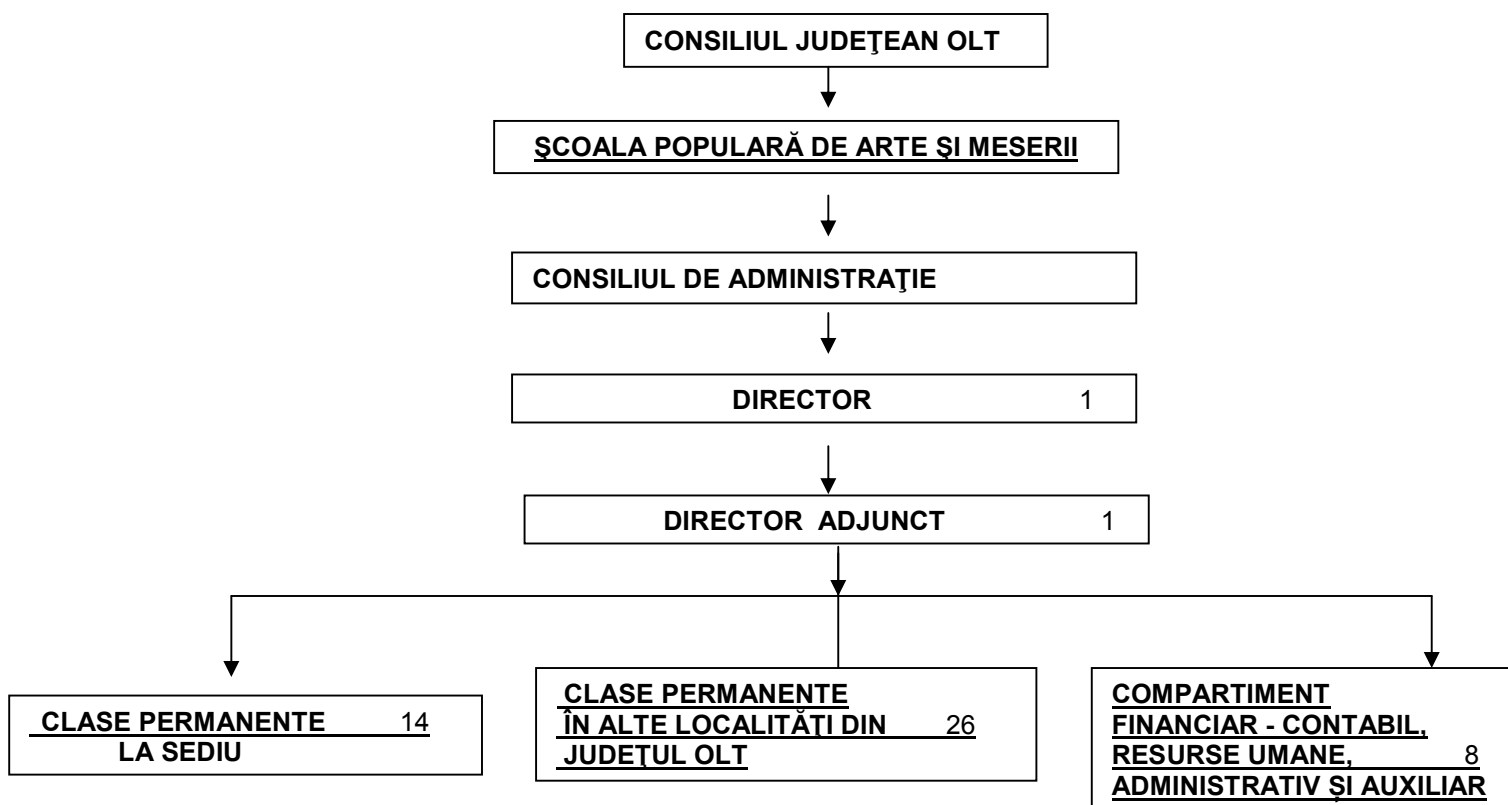 CONSILIUL JUDEŢEAN OLT
ŞCOALA POPULARĂ DE ARTE ŞI MESERII
CONSILIUL DE ADMINISTRAŢIE
DIRECTOR 1
DIRECTOR ADJUNCT 1
CLASE PERMANENTE 14
LA SEDIU
CLASE PERMANENTE
ÎN ALTE LOCALITĂŢI DIN 26
JUDEŢUL OLT
COMPARTIMENT
FINANCIAR - CONTABIL,
RESURSE UMANE, 8
ADMINISTRATIV ŞI AUXILIAR